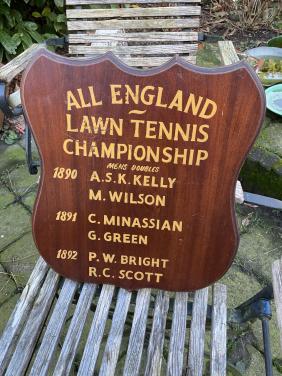 ALL ENGLAND
~
LAWN TENNIS
CHAMPIONSHIP
MENS DOUBLES
1890 A.S.K.KELLY
M. WILSON
1891 C. MINASSIAN
G. GREEN
1892 P.W. BRIGHT
R.C. SCOTT